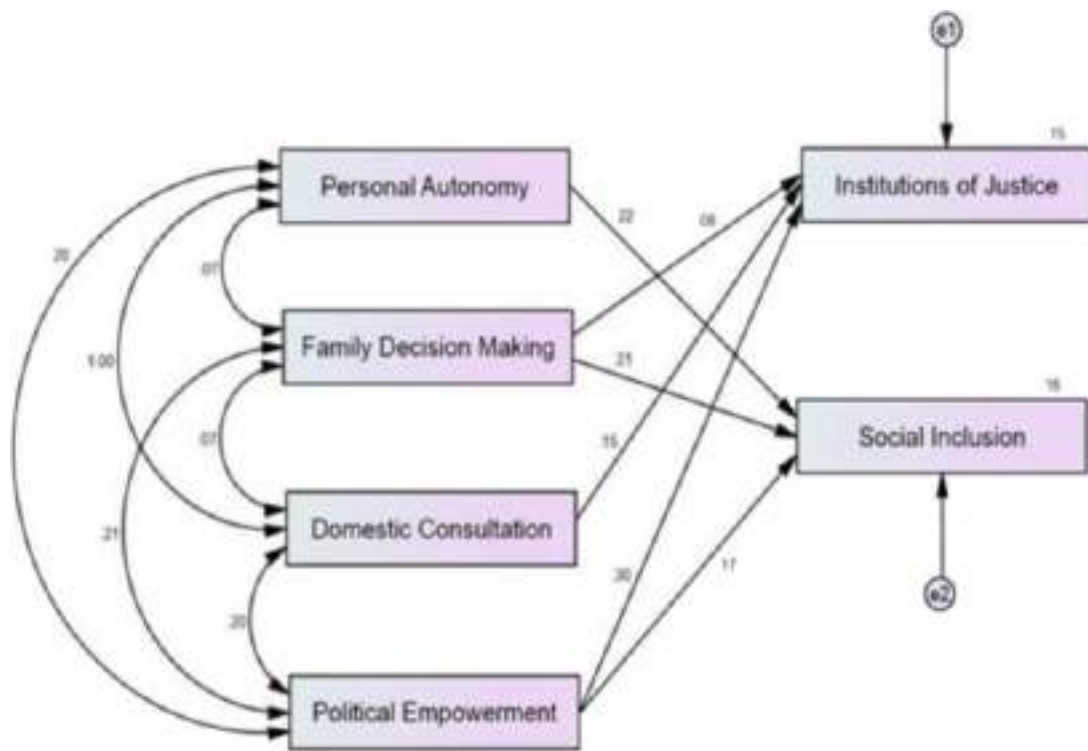 e1
15
Personal Autonomy
Institutions of Justice
22
08
.20
.07
Family Decision Making
1.00
21
16
Social Inclusion
.07
15
.21
Domestic Consultation
.30
17
e2
.20
Political Empowerment